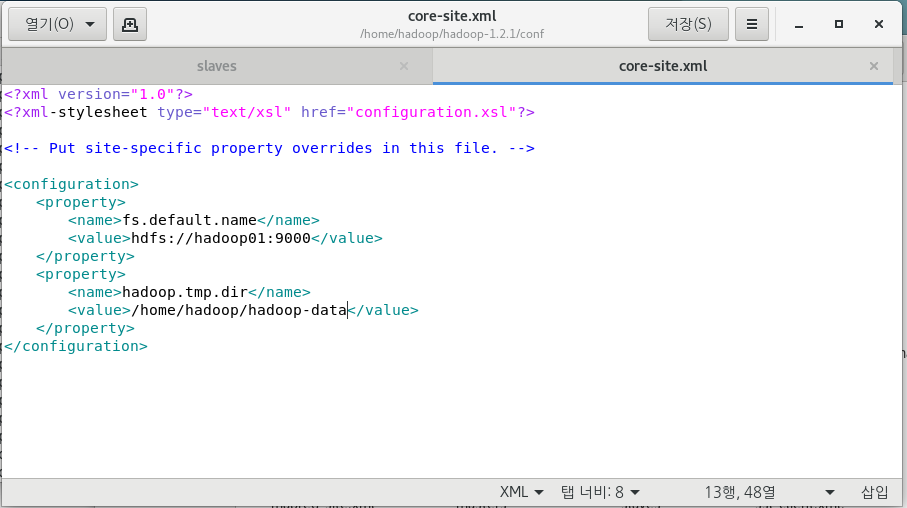 열기(O)
core-site.xml
/home/hadoop/hadoop-1.2.1/conf
저장(S)
slaves
core-site.xml
<?xml version="1.0"?>
<?xml-stylesheet type="text/xsl" href="configuration.xsl"?>
<!-- Put site-specific property overrides in this file. -->
<configuration>
<property>
<name>fs.default.name</name>
<value>hdfs://hadoop01:9000</value>
</property>
<property>
<name>hadoop.tmp.dir</name>
<value>/home/hadoop/hadoop-data</value>
</property>
</configuration>
XML 탭 너비: 8 13행, 48열 삽입